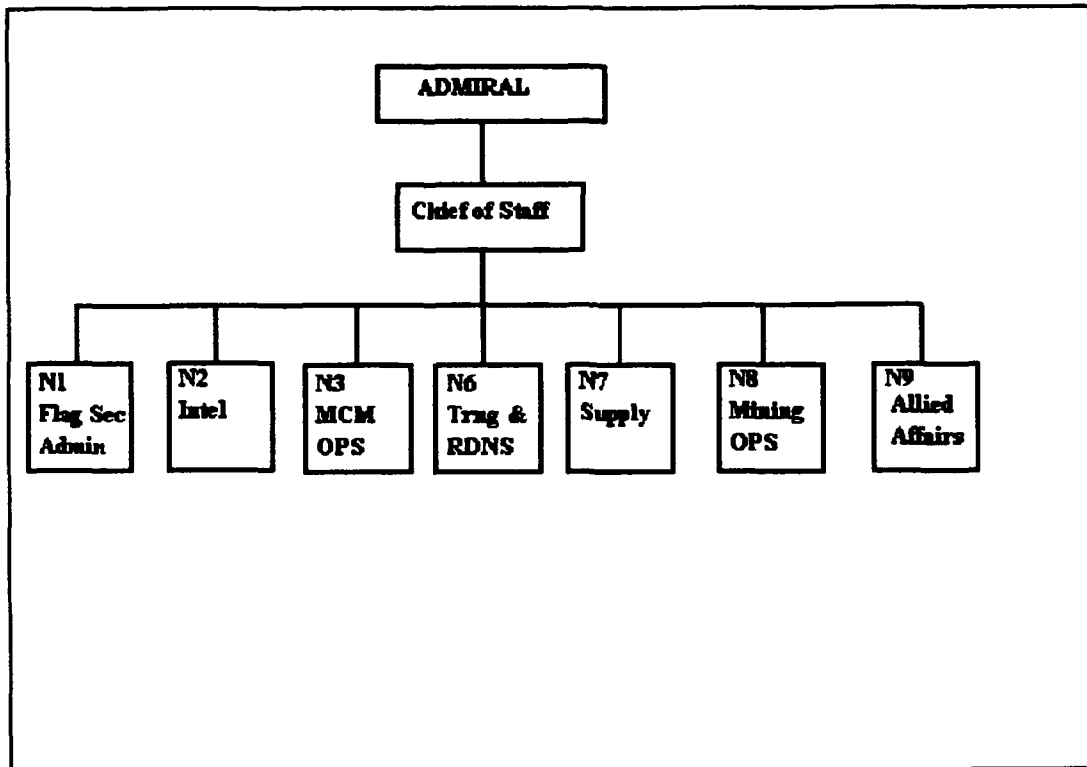 ADMIRAL
Chief of Staff
N1
Flag Sec
Admin
N2
Intel
N3
MCM
OPS
N6
Trng &
RDNS
N7
Supply
N8
Mining
OPS
N9
Allied
Affairs